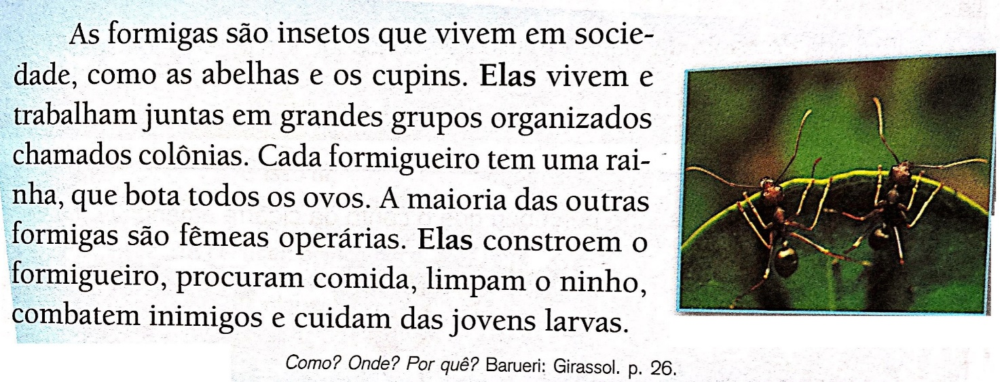 As formigas são insetos que vivem em socie-
dade, como as abelhas e os cupins. Elas vivem e
trabalham juntas em grandes grupos organizados
chamados colônias. Cada formigueiro tem uma rai-
nha, que bota todos os ovos. A maioria das outras
formigas são fêmeas operárias. Elas constroem o
formigueiro, procuram comida, limpam o ninho,
combatem inimigos e cuidam das jovens larvas.
Como? Onde? Por quê? Barueri: Girassol. p. 26.